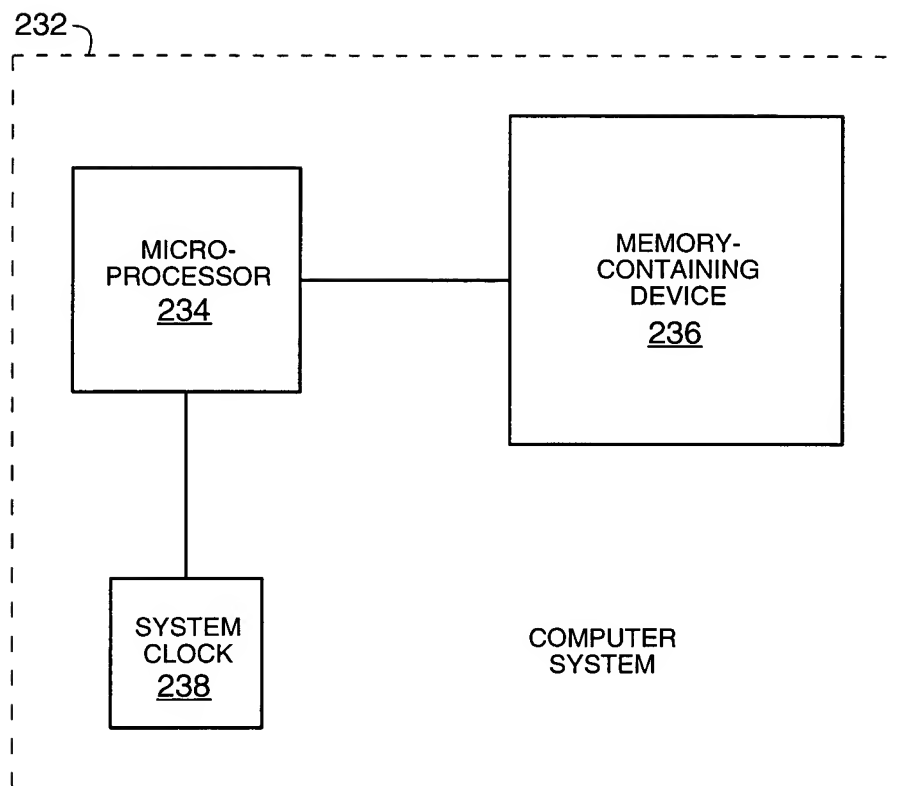 232
MICRO-
PROCESSOR
234
MEMORY-
CONTAINING
DEVICE
236
SYSTEM
CLOCK
238
COMPUTER
SYSTEM